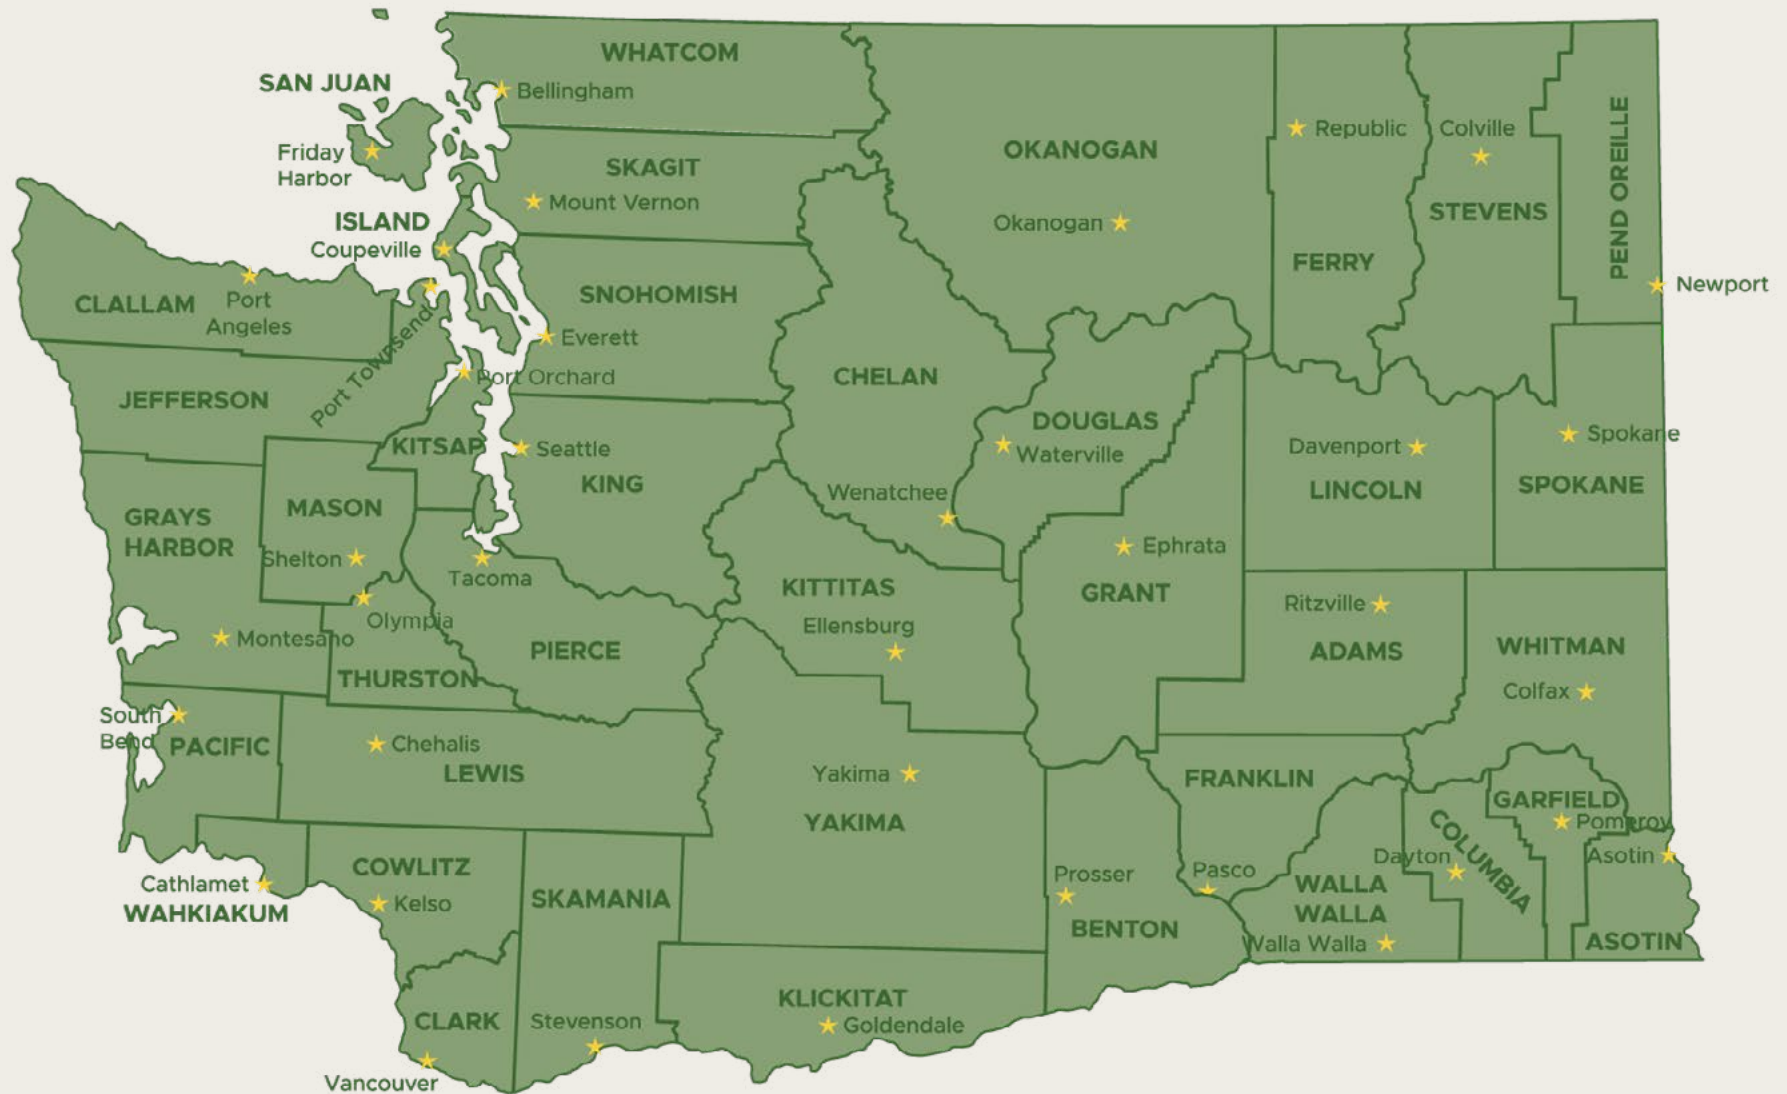 WHATCOM
SAN JUAN
Bellingham
Friday
Harbor
SKAGIT
Mount Vernon
OKANOGAN
Okanogan
Republic
Colville
PEND OREILLE
STEVENS
FERRY
Newport
ISLAND
Coupeville
CLALLAM
Port
Angeles
Port Townsend
SNOHOMISH
Everett
Port Orchard
JEFFERSON
CHELAN
DOUGLAS
Waterville
Wenatchee
KITSAP
Seattle
KING
Davenport
LINCOLN
Spokane
SPOKANE
GRAYS
HARBOR
MASON
Shelton
Tacoma
Olympia
Montesano
KITTITAS
Ellensburg
Ephrata
GRANT
Ritzville
ADAMS
WHITMAN
Colfax
PIERCE
THURSTON
South
Bend
PACIFIC
Chehalis
LEWIS
Yakima
YAKIMA
FRANKLIN
GARFIELD
Pomeroy
COLUMBIA
Dayton
Asotin
ASOTIN
Cathlamet
WAHKIAKUM
COWLITZ
Kelso
SKAMANIA
Prosser
BENTON
Pasco
WALLA
WALLA
Walla Walla
CLARK
Vancouver
Stevenson
KLICKITAT
Goldendale